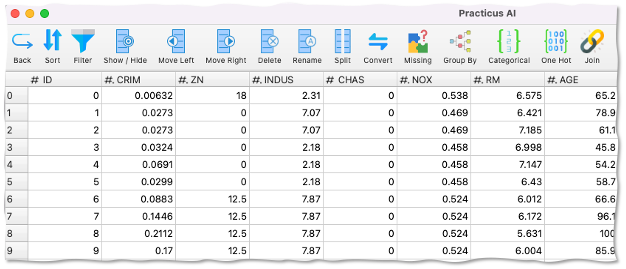 Practicus AI
Back Sort Filter Show / Hide Move Left Move Right Delete Rename Split Convert Missing Group By Categorical One Hot Join
# ID #. CRIM #. ZN #. INDUS # CHAS #. NOX #. RM #. AGE
0 0 0.00632 18 2.31 0 0.538 6.575 65.2
1 1 0.0273 0 7.07 0 0.469 6.421 78.9
2 2 0.0273 0 7.07 0 0.469 7.185 61.1
3 3 0.0324 0 2.18 0 0.458 6.998 45.8
4 4 0.0691 0 2.18 0 0.458 7.147 54.2
5 5 0.0299 0 2.18 0 0.458 6.43 58.7
6 6 0.0883 12.5 7.87 0 0.524 6.012 66.6
7 7 0.1446 12.5 7.87 0 0.524 6.172 96.1
8 8 0.2112 12.5 7.87 0 0.524 5.631 100
9 9 0.17 12.5 7.87 0 0.524 6.004 85.9